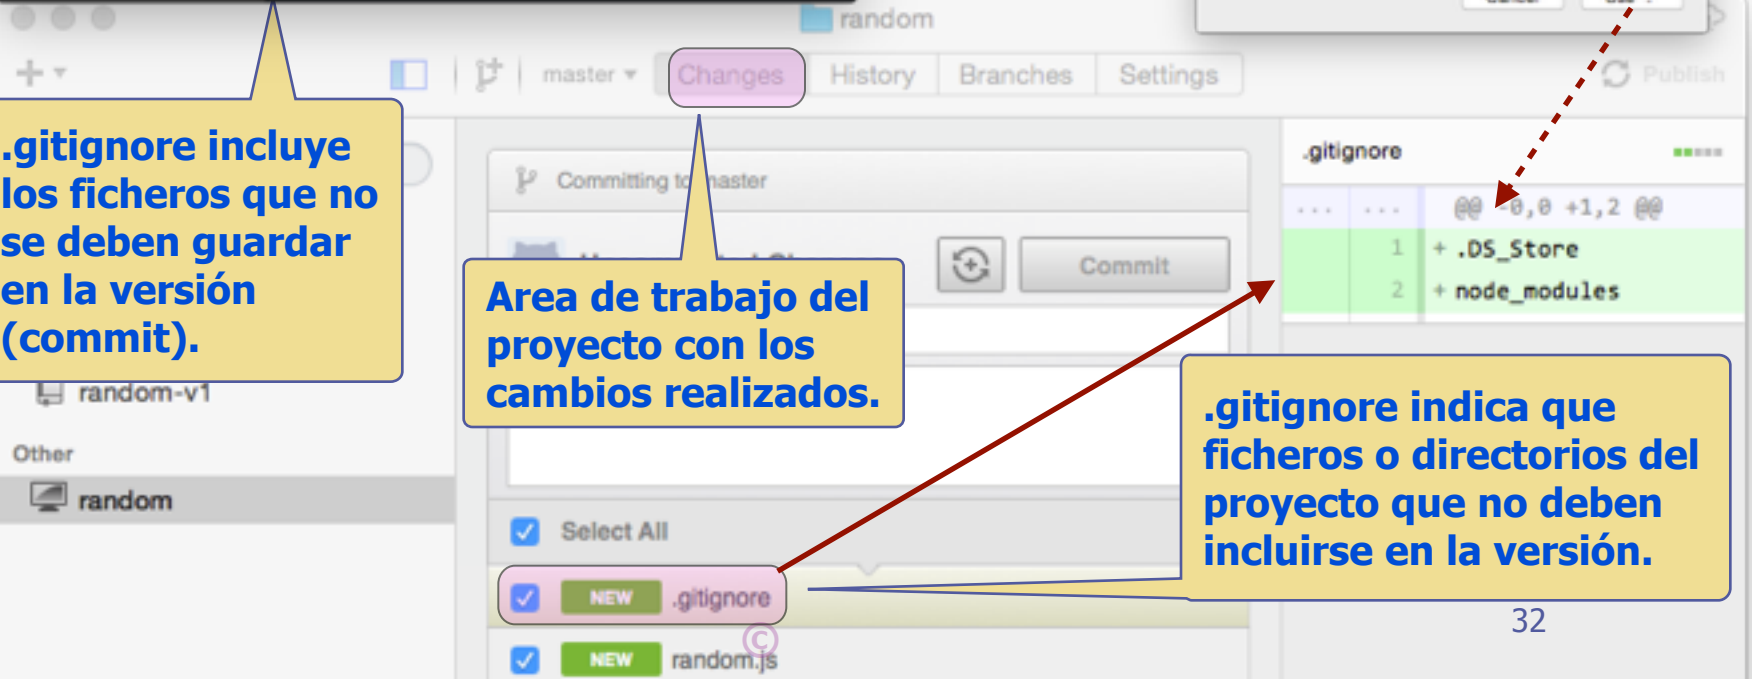 random
master
Changes
History
Branches
Settings
Publish
.gitignore incluye
los ficheros que no
se deben guardar
en la versión
(commit).
Committing to master
Commit
Area de trabajo del
proyecto con los
cambios realizados.
.gitignore
... ... @@ -0,0 +1,2 @@
1 + .DS_Store
2 + node_modules
random-v1
Other
random
.gitignore indica que
ficheros o directorios del
proyecto que no deben
incluirse en la versión.
Select All
NEW .gitignore
NEW random.js
©
32